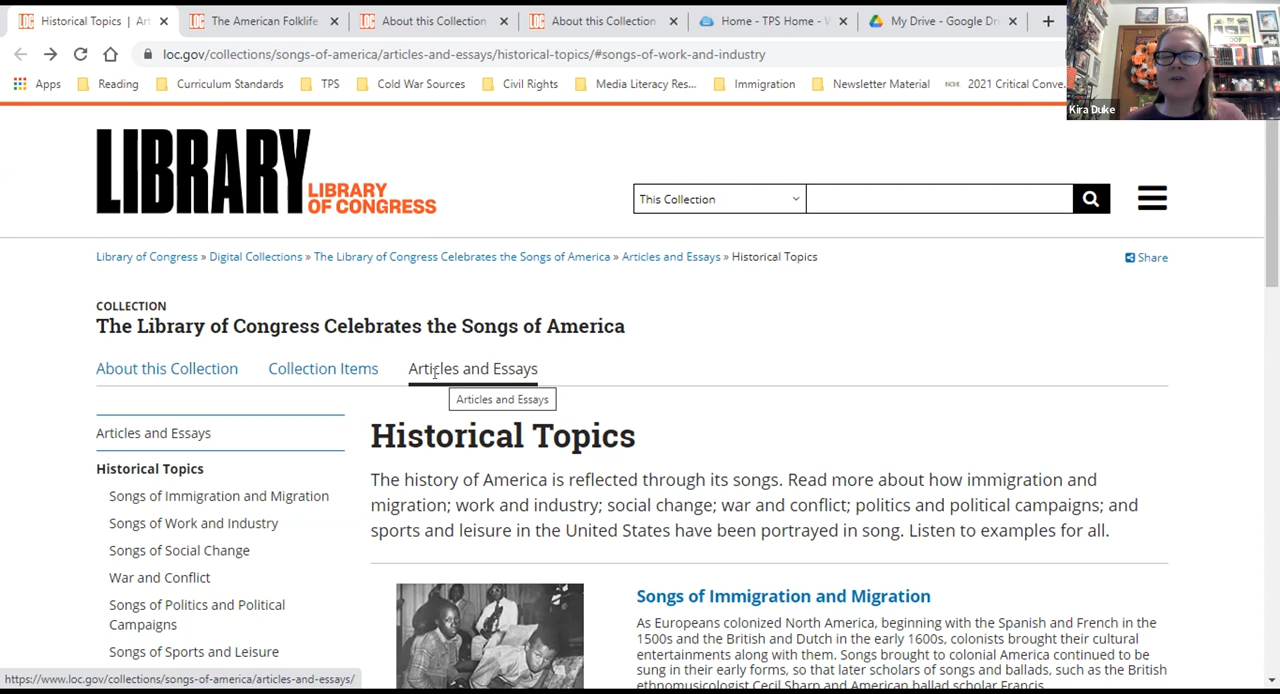 Historical Topics | Art
The American Folklife
About this Collection
About this Collection
Home - TPS Home - W
My Drive - Google Dri
loc.gov/collections/songs-of-america/articles-and-essays/historical-topics/#songs-of-work-and-industry
Apps Reading Curriculum Standards TPS Cold War Sources Civil Rights Media Literacy Res... Immigration Newsletter Material 2021 Critical Conve...
Kira Duke
LIBRARY
LIBRARY
OF CONGRESS
This Collection
Library of Congress » Digital Collections » The Library of Congress Celebrates the Songs of America » Articles and Essays » Historical Topics
Share
COLLECTION
The Library of Congress Celebrates the Songs of America
About this Collection Collection Items Articles and Essays
Articles and Essays
Articles and Essays
Historical Topics
Songs of Immigration and Migration
Songs of Work and Industry
Songs of Social Change
War and Conflict
Songs of Politics and Political
Campaigns
Songs of Sports and Leisure
Historical Topics
The history of America is reflected through its songs. Read more about how immigration and
migration; work and industry; social change; war and conflict; politics and political campaigns; and
sports and leisure in the United States have been portrayed in song. Listen to examples for all.
Songs of Immigration and Migration
As Europeans colonized North America, beginning with the Spanish and French in the
1500s and the British and Dutch in the early 1600s, colonists brought their cultural
entertainments along with them. Songs brought to colonial America continued to be
sung in their early forms, so that later scholars of songs and ballads, such as the British
ethnomusicologist Cecil Sharp and American ballad scholar Francis
https://www.loc.gov/collections/songs-of-america/articles-and-essays/